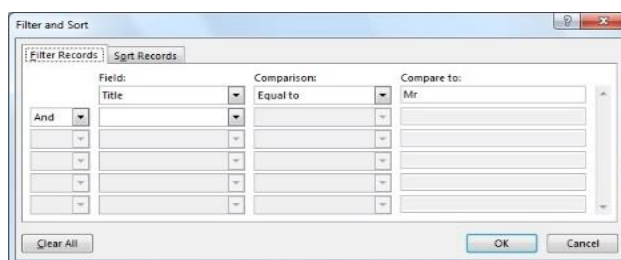 Filter and Sort
Filter Records Sort Records
Field: Comparison: Compare to:
Title Equal to Mr
And
Clear All OK Cancel